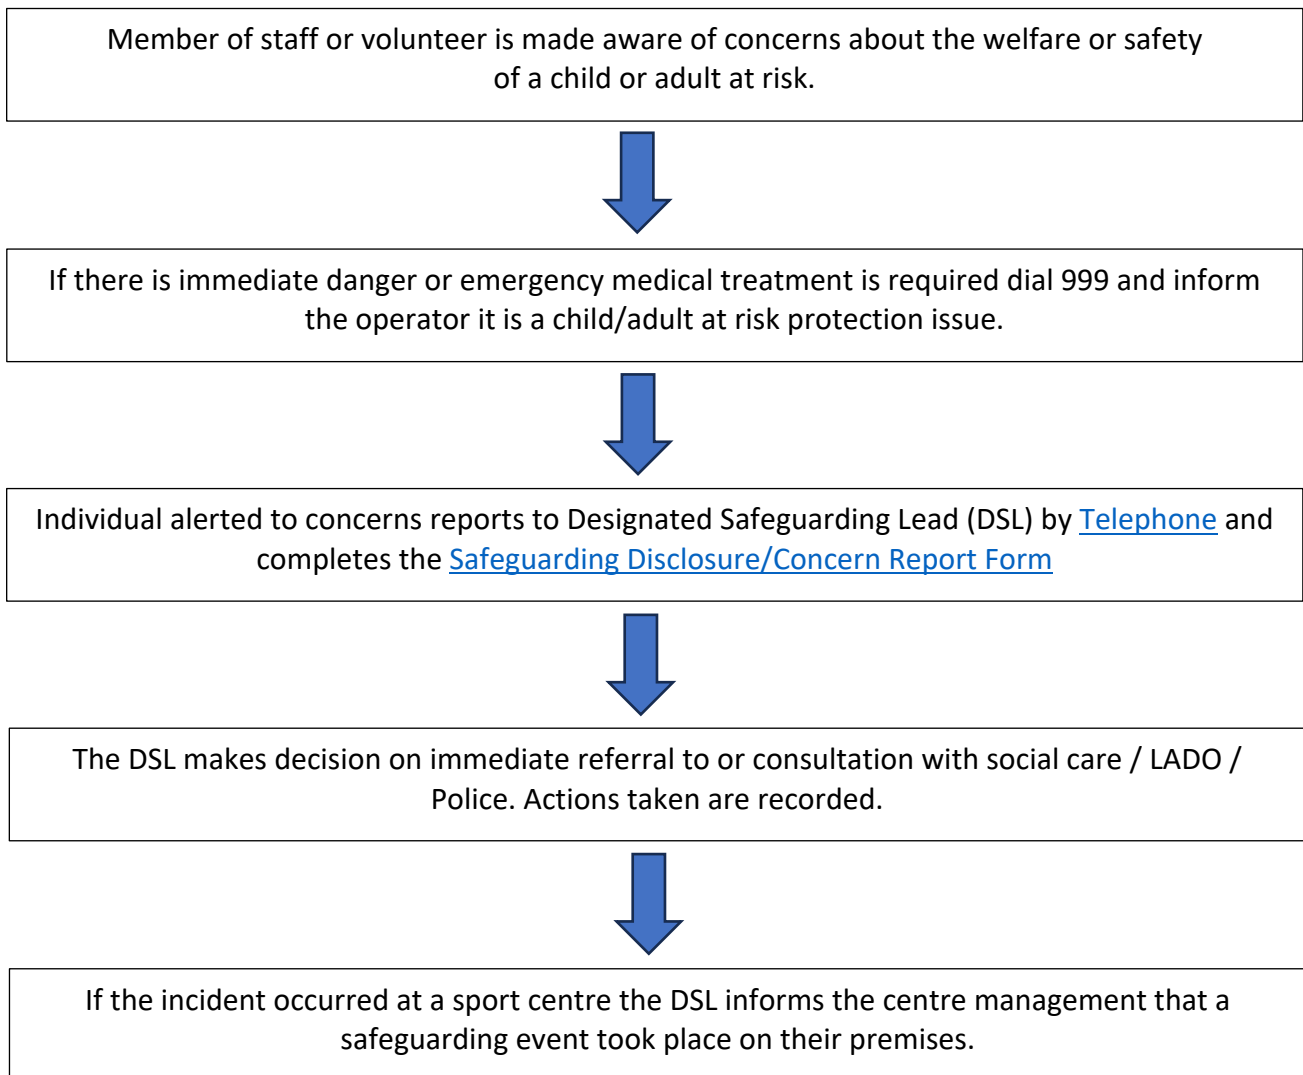 Member of staff or volunteer is made aware of concerns about the welfare or safety
of a child or adult at risk.
If there is immediate danger or emergency medical treatment is required dial 999 and inform
the operator it is a child/adult at risk protection issue.
Individual alerted to concerns reports to Designated Safeguarding Lead (DSL) by Telephone and
completes the Safeguarding Disclosure/Concern Report Form
The DSL makes decision on immediate referral to or consultation with social care / LADO /
Police. Actions taken are recorded.
If the incident occurred at a sport centre the DSL informs the centre management that a
safeguarding event took place on their premises.